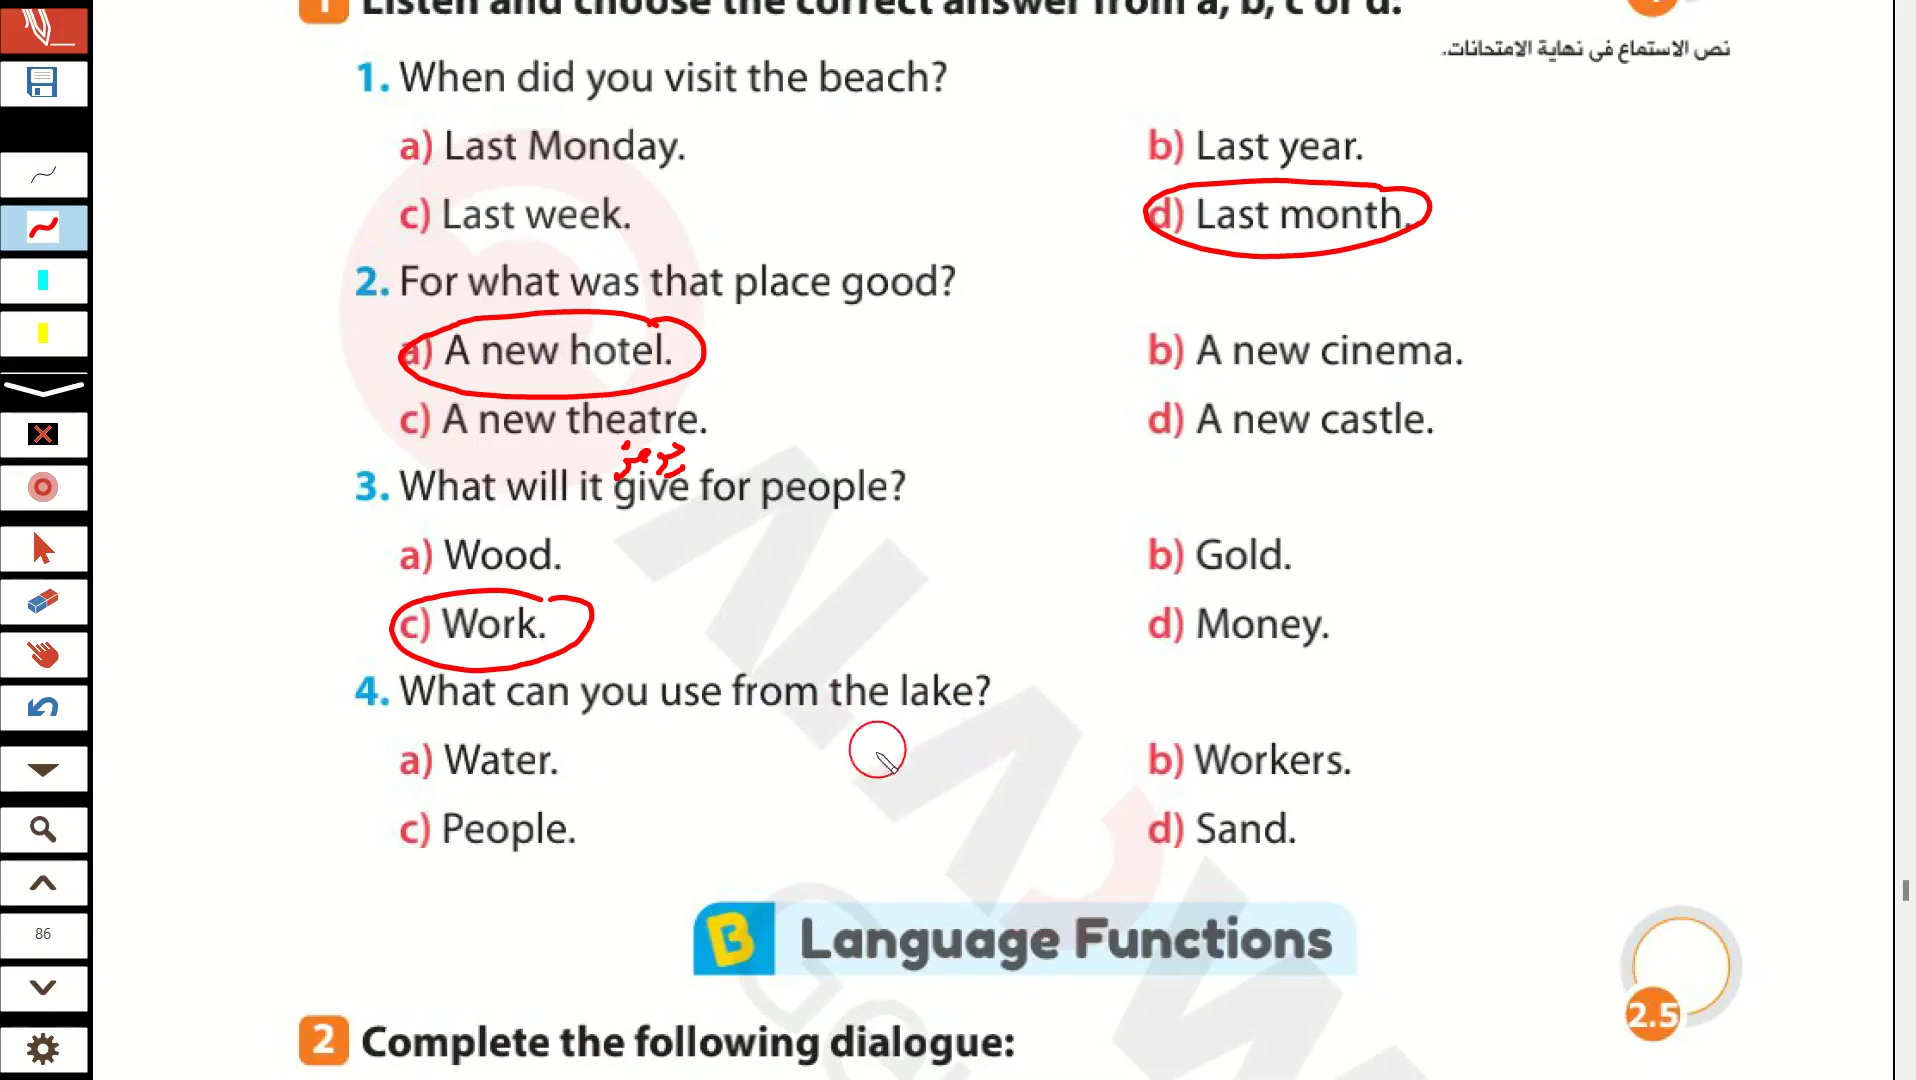 1 Listen and choose the correct answer from a, b, c or d:
نص الاستماع فى نهاية الامتحانات.
1. When did you visit the beach?
a) Last Monday.
b) Last year.
c) Last week.
d) Last month.
2. For what was that place good?
a) A new hotel.
b) A new cinema.
c) A new theatre.
d) A new castle.
3. What will it give for people?
a) Wood.
b) Gold.
c) Work.
d) Money.
4. What can you use from the lake?
a) Water.
b) Workers.
c) People.
d) Sand.
B Language Functions
2.5
2 Complete the following dialogue:
86